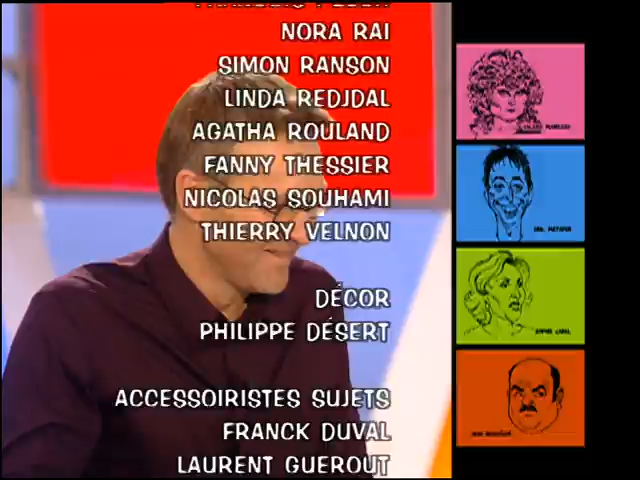 NORA RAI
SIMON RANSON
LINDA REDJDAL
AGATHA ROULAND
FANNY THESSIER
NICOLAS SOUHAMI
THIERRY VELNON
DÉCOR
PHILIPPE DÉSERT
ACCESSOIRISTES SUJETS
FRANCK DUVAL
LAURENT GUEROUT